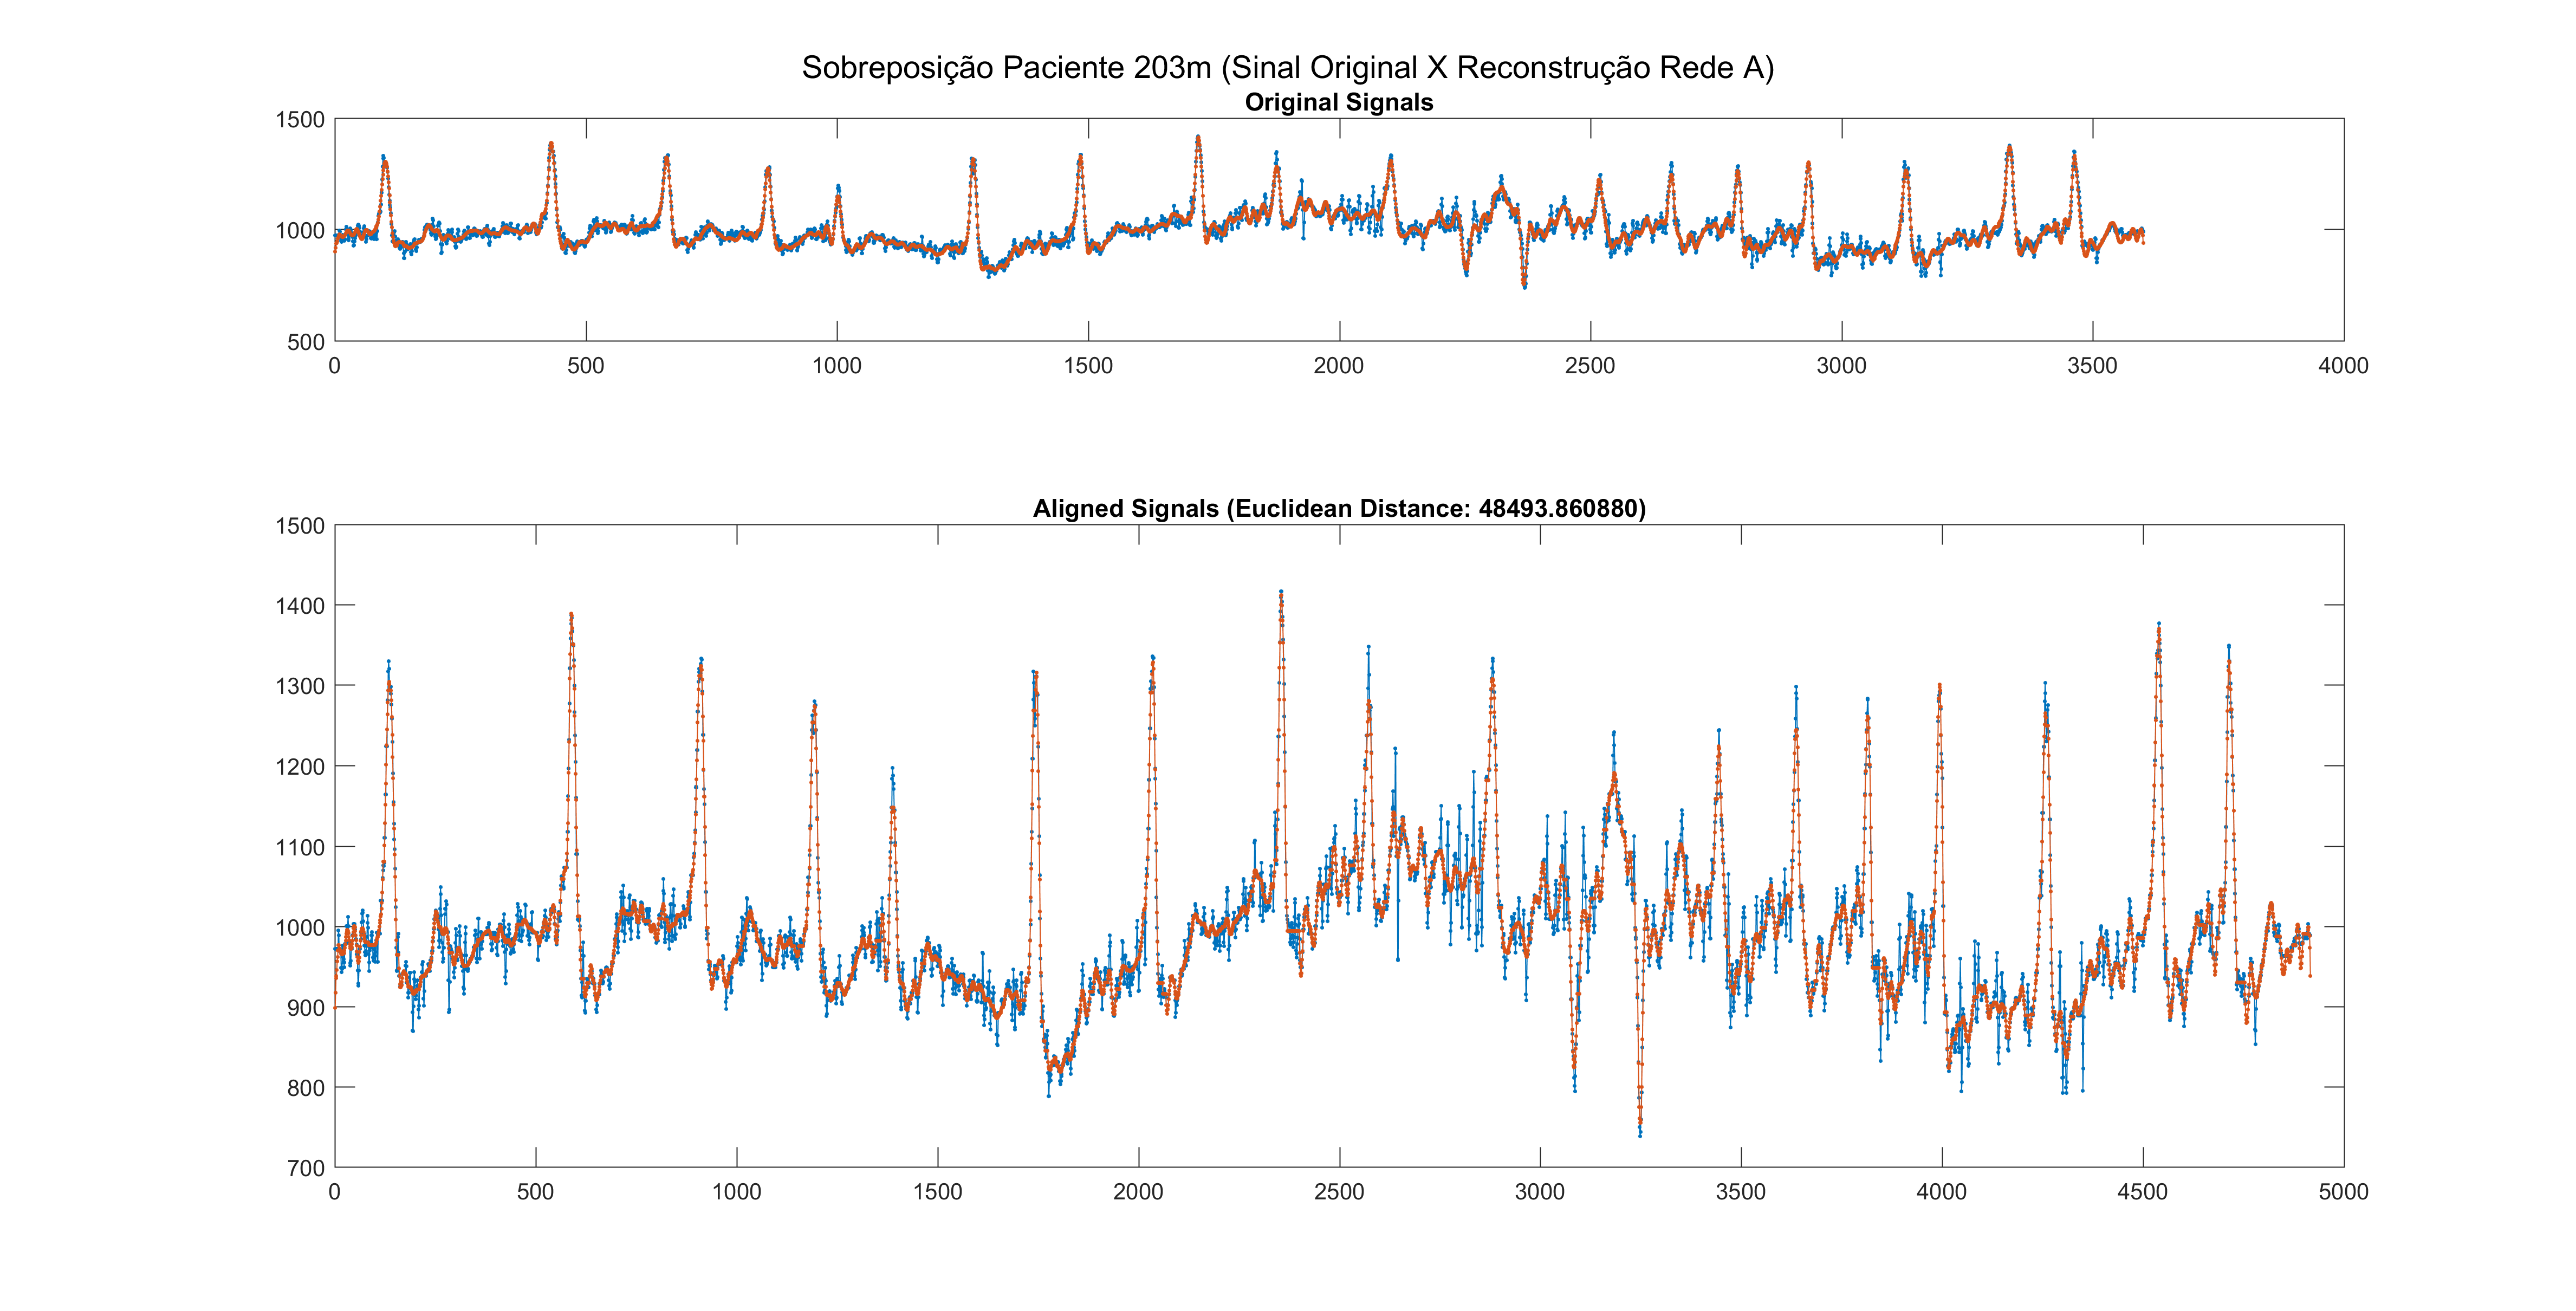 Sobreposição Paciente 203m (Sinal Original X Reconstrução Rede A)
Original Signals
1500
1000
500
0 500 1000 1500 2000 2500 3000 3500 4000
Aligned Signals (Euclidean Distance: 48493.860880)
1500
1400
1300
1200
1100
1000
900
800
700
0 500 1000 1500 2000 2500 3000 3500 4000 4500 5000